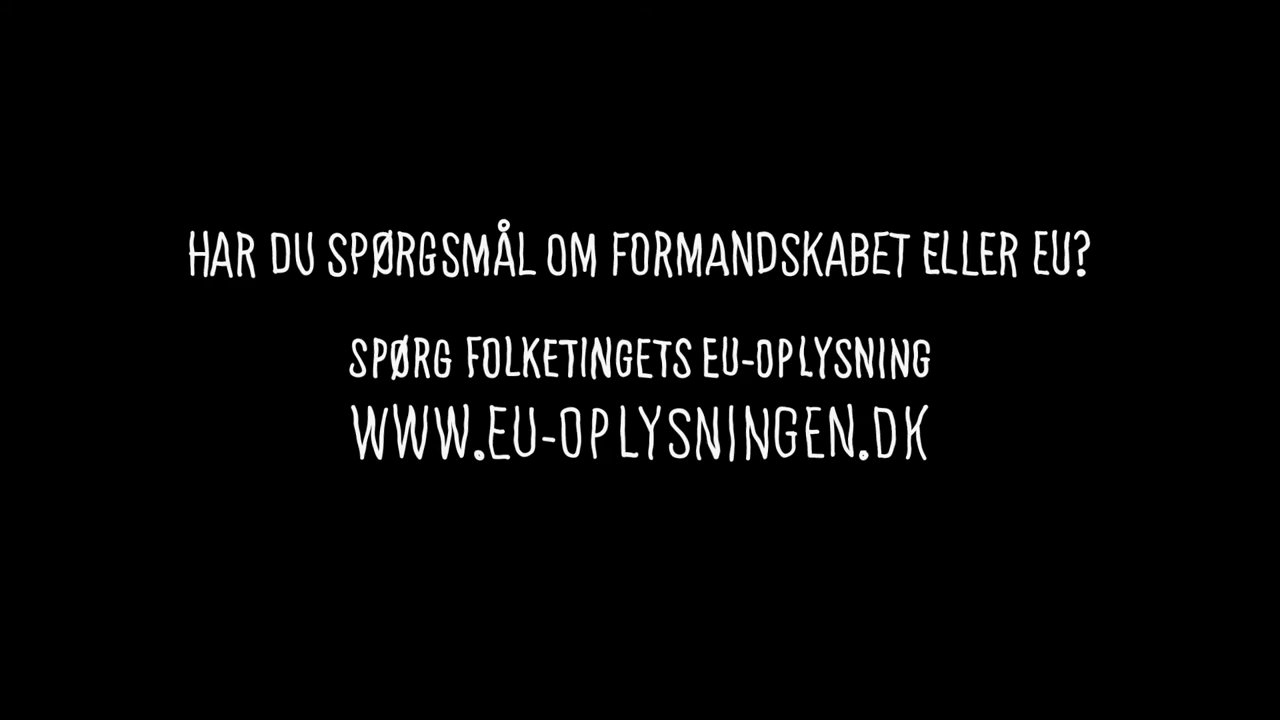 HAR DU SPØRGSMÅL OM FORMANDSKABET ELLER EU?
SPØRG FOLKETINGETS EU-OPLYSNING
WWW.EU-OPLYSNINGEN.DK